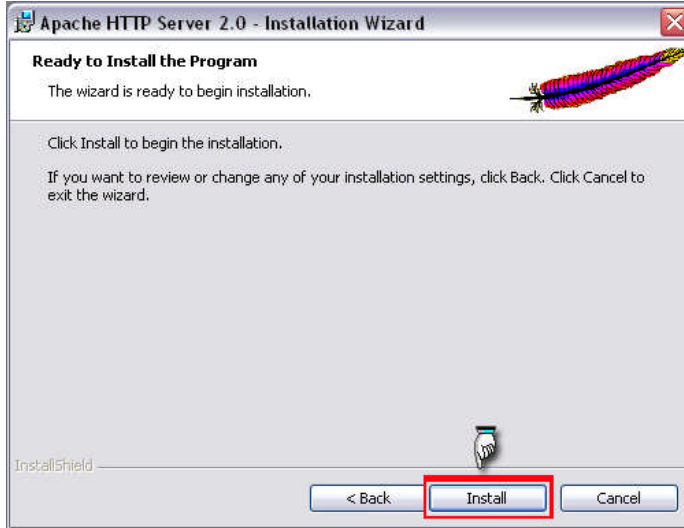 Apache HTTP Server 2.0 - Installation Wizard
Ready to Install the Program
The wizard is ready to begin installation.
Click Install to begin the installation.
If you want to review or change any of your installation settings, click Back. Click Cancel to
exit the wizard.
InstallShield
< Back
Install
Cancel